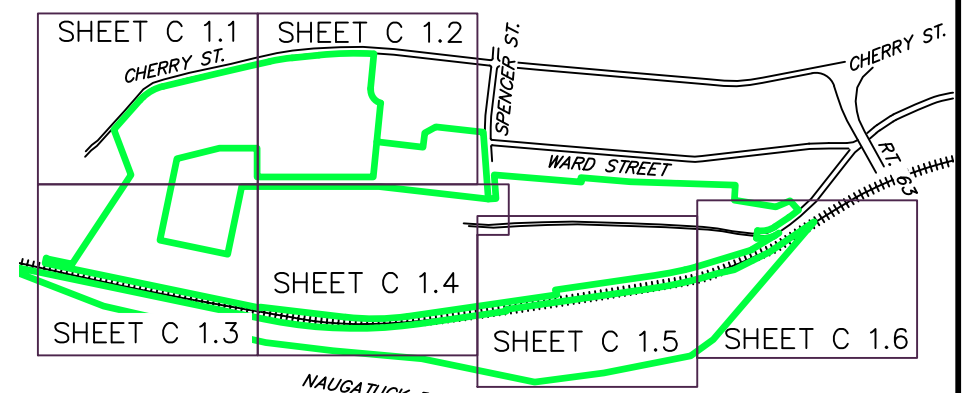 SHEET C 1.1
SHEET C 1.2
CHERRY ST.
SPENCER ST.
CHERRY ST.
WARD STREET
RT. 63
SHEET C 1.4
SHEET C 1.3
SHEET C 1.5
SHEET C 1.6
NAUGATUCK